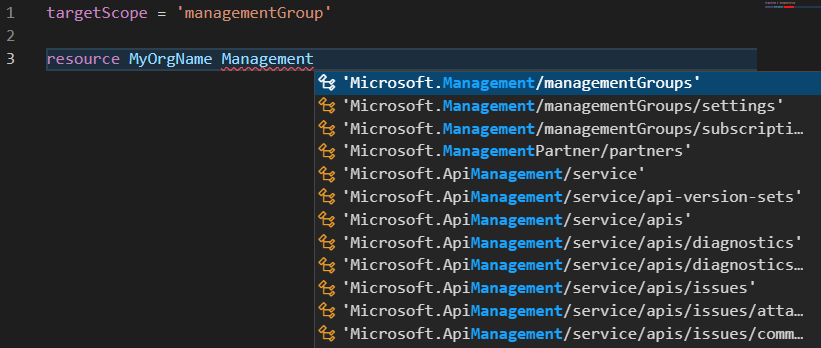 1 targetScope = 'managementGroup'
2
3 resource MyOrgName Management
'Microsoft.Management/managementGroups'
'Microsoft.Management/managementGroups/settings'
'Microsoft.Management/managementGroups/subscripti…
'Microsoft.ManagementPartner/partners'
'Microsoft.ApiManagement/service'
'Microsoft.ApiManagement/service/api-version-sets'
'Microsoft.ApiManagement/service/apis'
'Microsoft.ApiManagement/service/apis/diagnostics'
'Microsoft.ApiManagement/service/apis/diagnostics…
'Microsoft.ApiManagement/service/apis/issues'
'Microsoft.ApiManagement/service/apis/issues/atta…
'Microsoft.ApiManagement/service/apis/issues/comm…